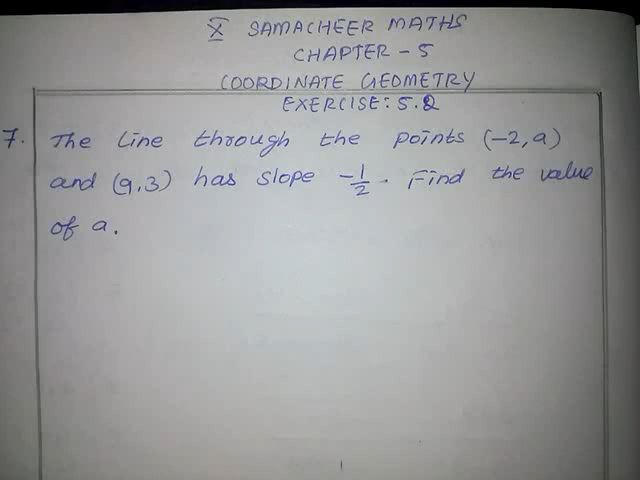 X SAMACHEER MATHS
CHAPTER - 5
COORDINATE GEOMETRY
EXERCISE: 5.2
7. The line through the points (-2, a)
and (9,3) has slope -1/2. Find the value
of a.